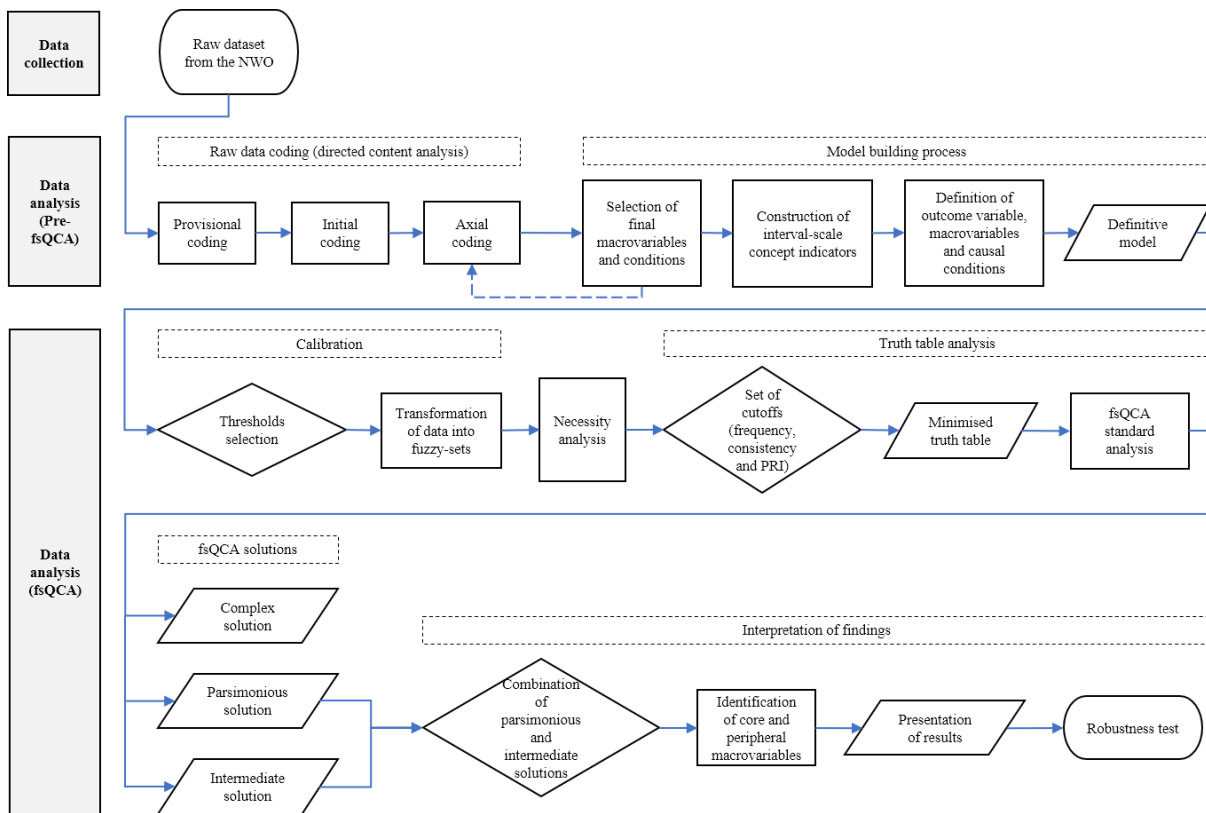 Data
collection
Raw dataset
from the NWO
Data
analysis
(Pre-
fsQCA)
Raw data coding (directed content analysis)
Model building process
Provisional
coding
Initial
coding
Axial
coding
Selection of
final
macrovariables
and conditions
Construction of
interval-scale
concept indicators
Definition of
outcome variable,
macrovariables
and causal
conditions
Definitive
model
Data
analysis
(fsQCA)
Calibration
Truth table analysis
Thresholds
selection
Transformation
of data into
fuzzy-sets
Necessity
analysis
Set of
cutoffs
(frequency,
consistency
and PRI)
Minimised
truth table
fsQCA
standard
analysis
fsQCA solutions
Complex
solution
Parsimonious
solution
Intermediate
solution
Interpretation of findings
Combination
of
parsimonious
and
intermediate
solutions
Identification
of core and
peripheral
macrovariables
Presentation
of results
Robustness test